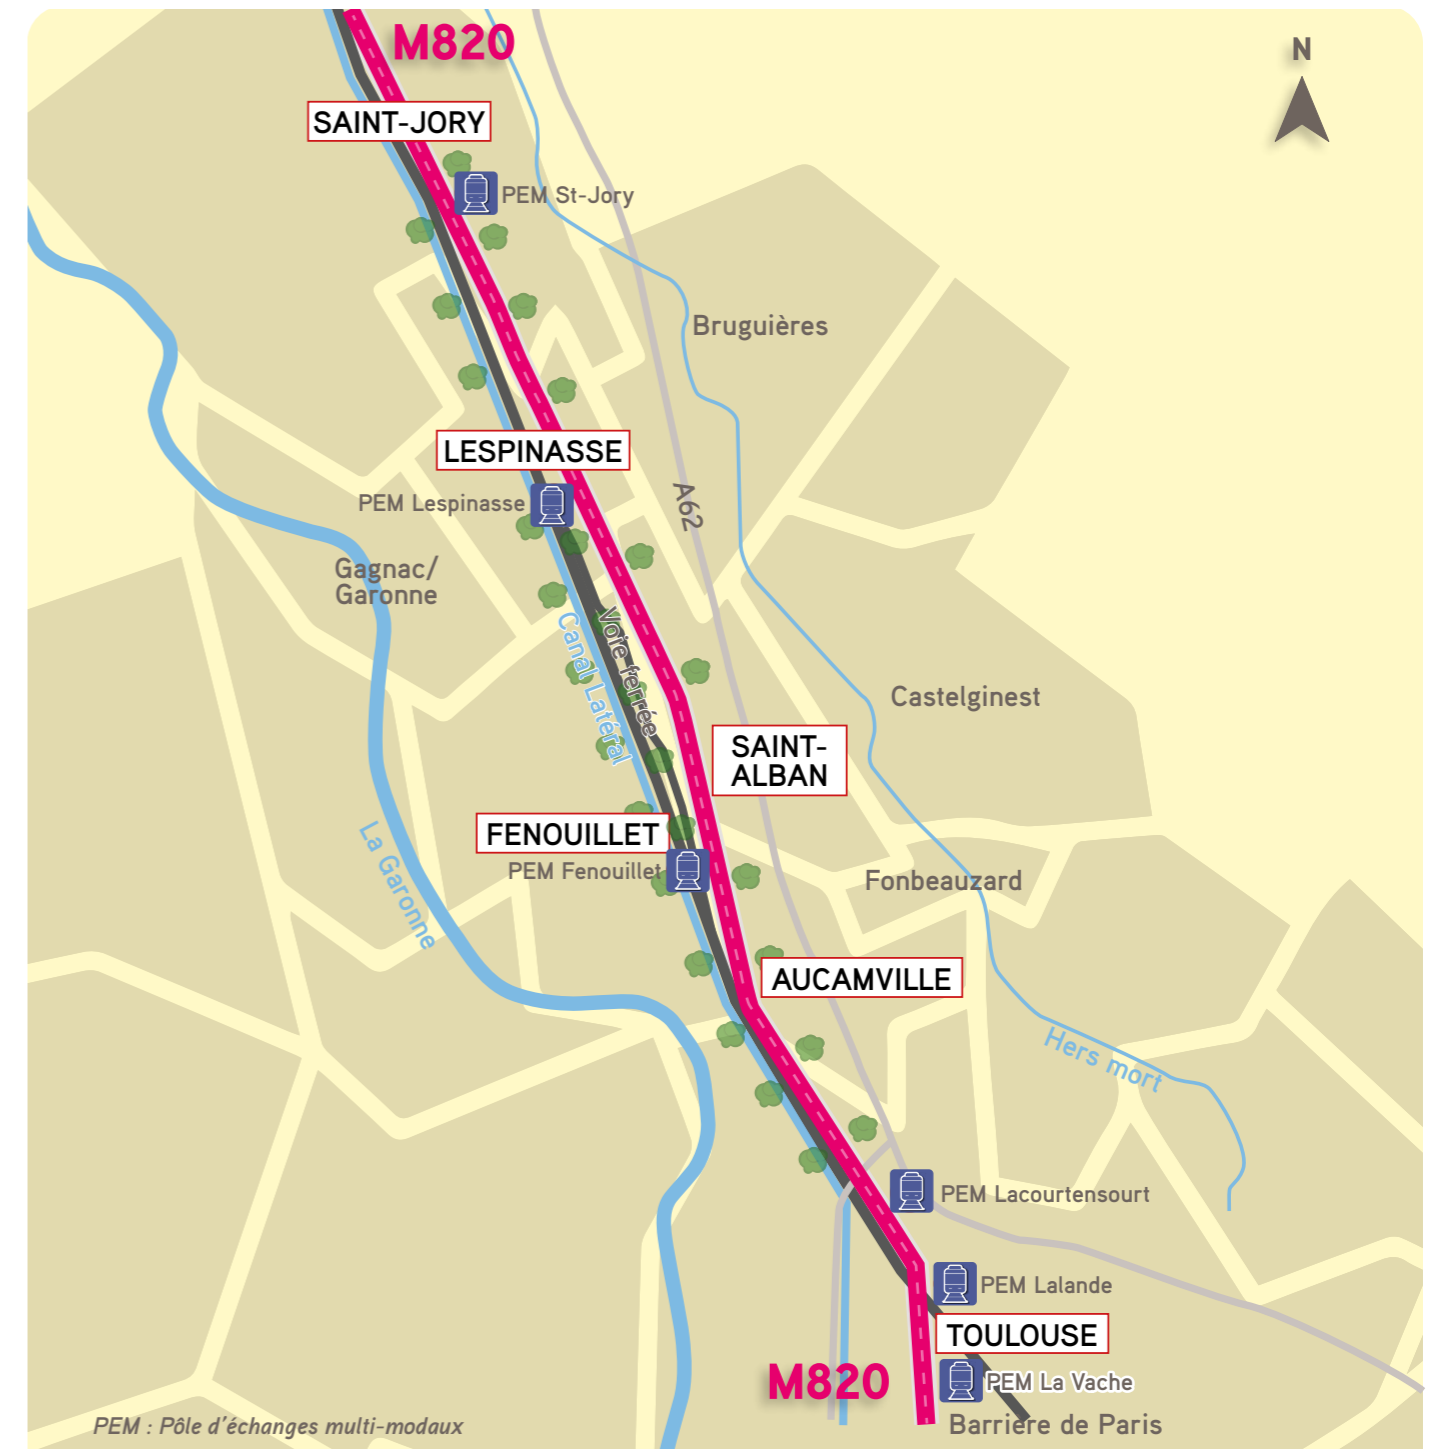 M820
N
SAINT-JORY
PEM St-Jory
Bruguières
LESPINASSE
PEM Lespinasse
A62
Gagnac/
Garonne
Voie ferrée
Canal Latéral
Castelginest
SAINT-
ALBAN
FENOUILLET
PEM Fenouillet
La Garonne
Fonbeauzard
AUCAMVILLE
Hers mort
PEM Lacourtensourt
PEM Lalande
TOULOUSE
M820
PEM La Vache
Barrière de Paris
PEM : Pôle d'échanges multi-modaux